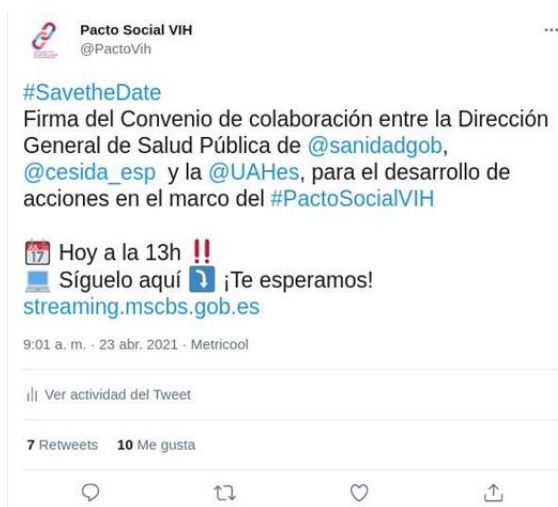 Pacto Social VIH
@PactoVih
#SavetheDate
Firma del Convenio de colaboración entre la Dirección
General de Salud Pública de @sanidadgob,
@cesida_esp y la @UAHes, para el desarrollo de
acciones en el marco del #PactoSocialVIH
📅 Hoy a la 13h ‼️
💻 Síguelo aquí ⤵️ ¡Te esperamos!
streaming.mscbs.gob.es
9:01 a. m. · 23 abr. 2021 · Metricool
Ver actividad del Tweet
7 Retweets 10 Me gusta